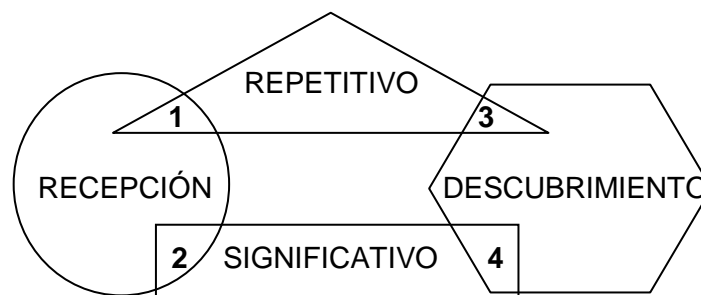 REPETITIVO
1 3
RECEPCIÓN DESCUBRIMIENTO
2 SIGNIFICATIVO 4